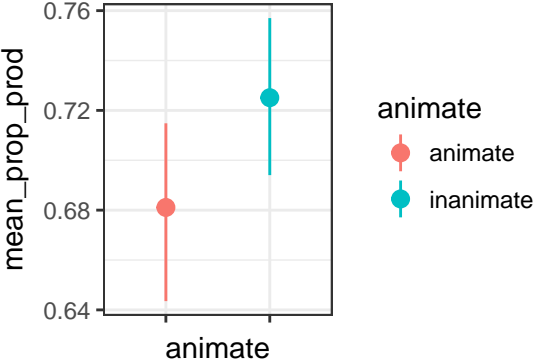 mean_prop_prod
0.76
0.72
0.68
0.64
animate
animate
animate
inanimate